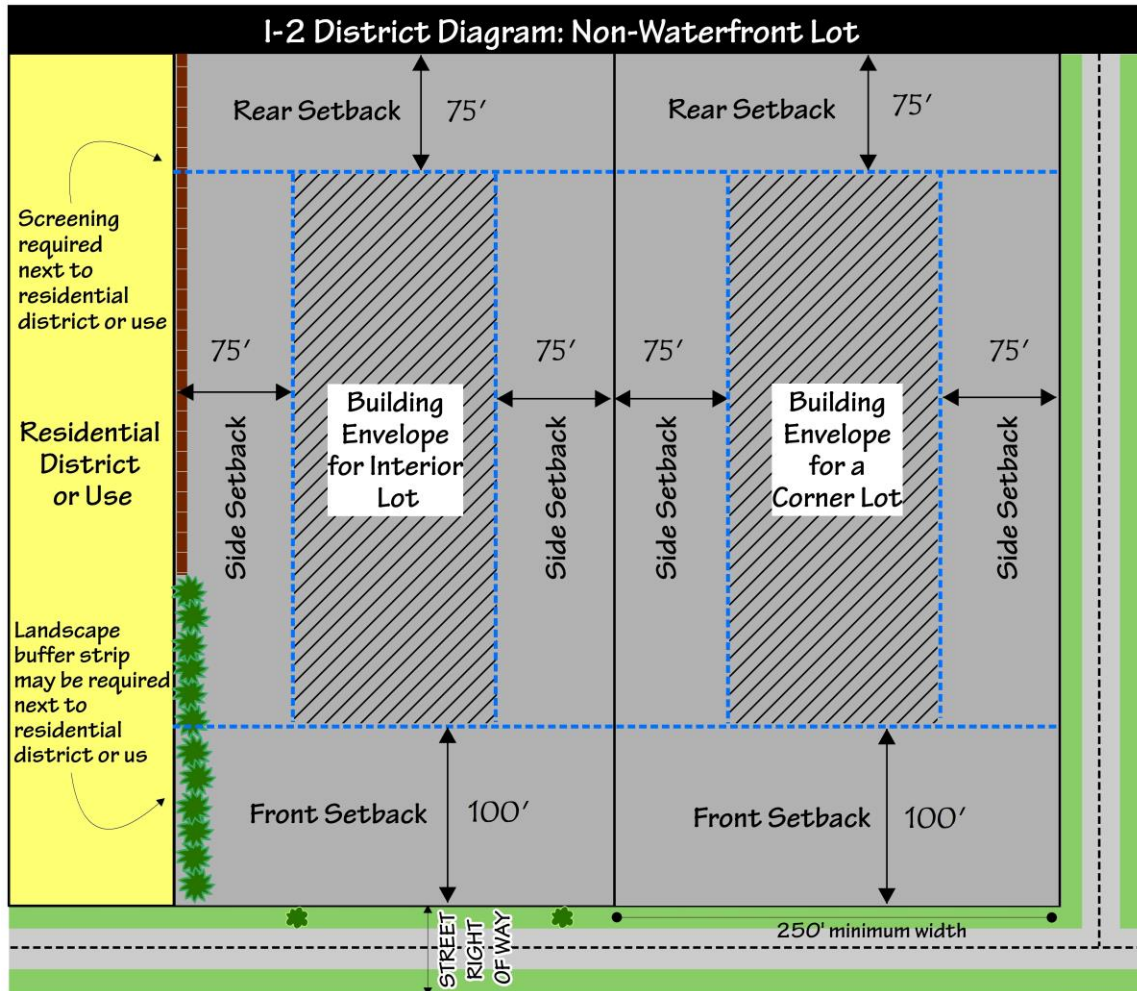 I-2 District Diagram: Non-Waterfront Lot
Rear Setback
75'
Rear Setback
75'
Screening
required
next to
residential
district or use
75'
75'
75'
75'
Residential
District
or Use
Side Setback
Building
Envelope
for Interior
Lot
Side Setback
Side Setback
Building
Envelope
for a
Corner Lot
Side Setback
Landscape
buffer strip
may be required
next to
residential
district or us
Front Setback
100'
Front Setback
100'
STREET
RIGHT
OF WAY
250' minimum width